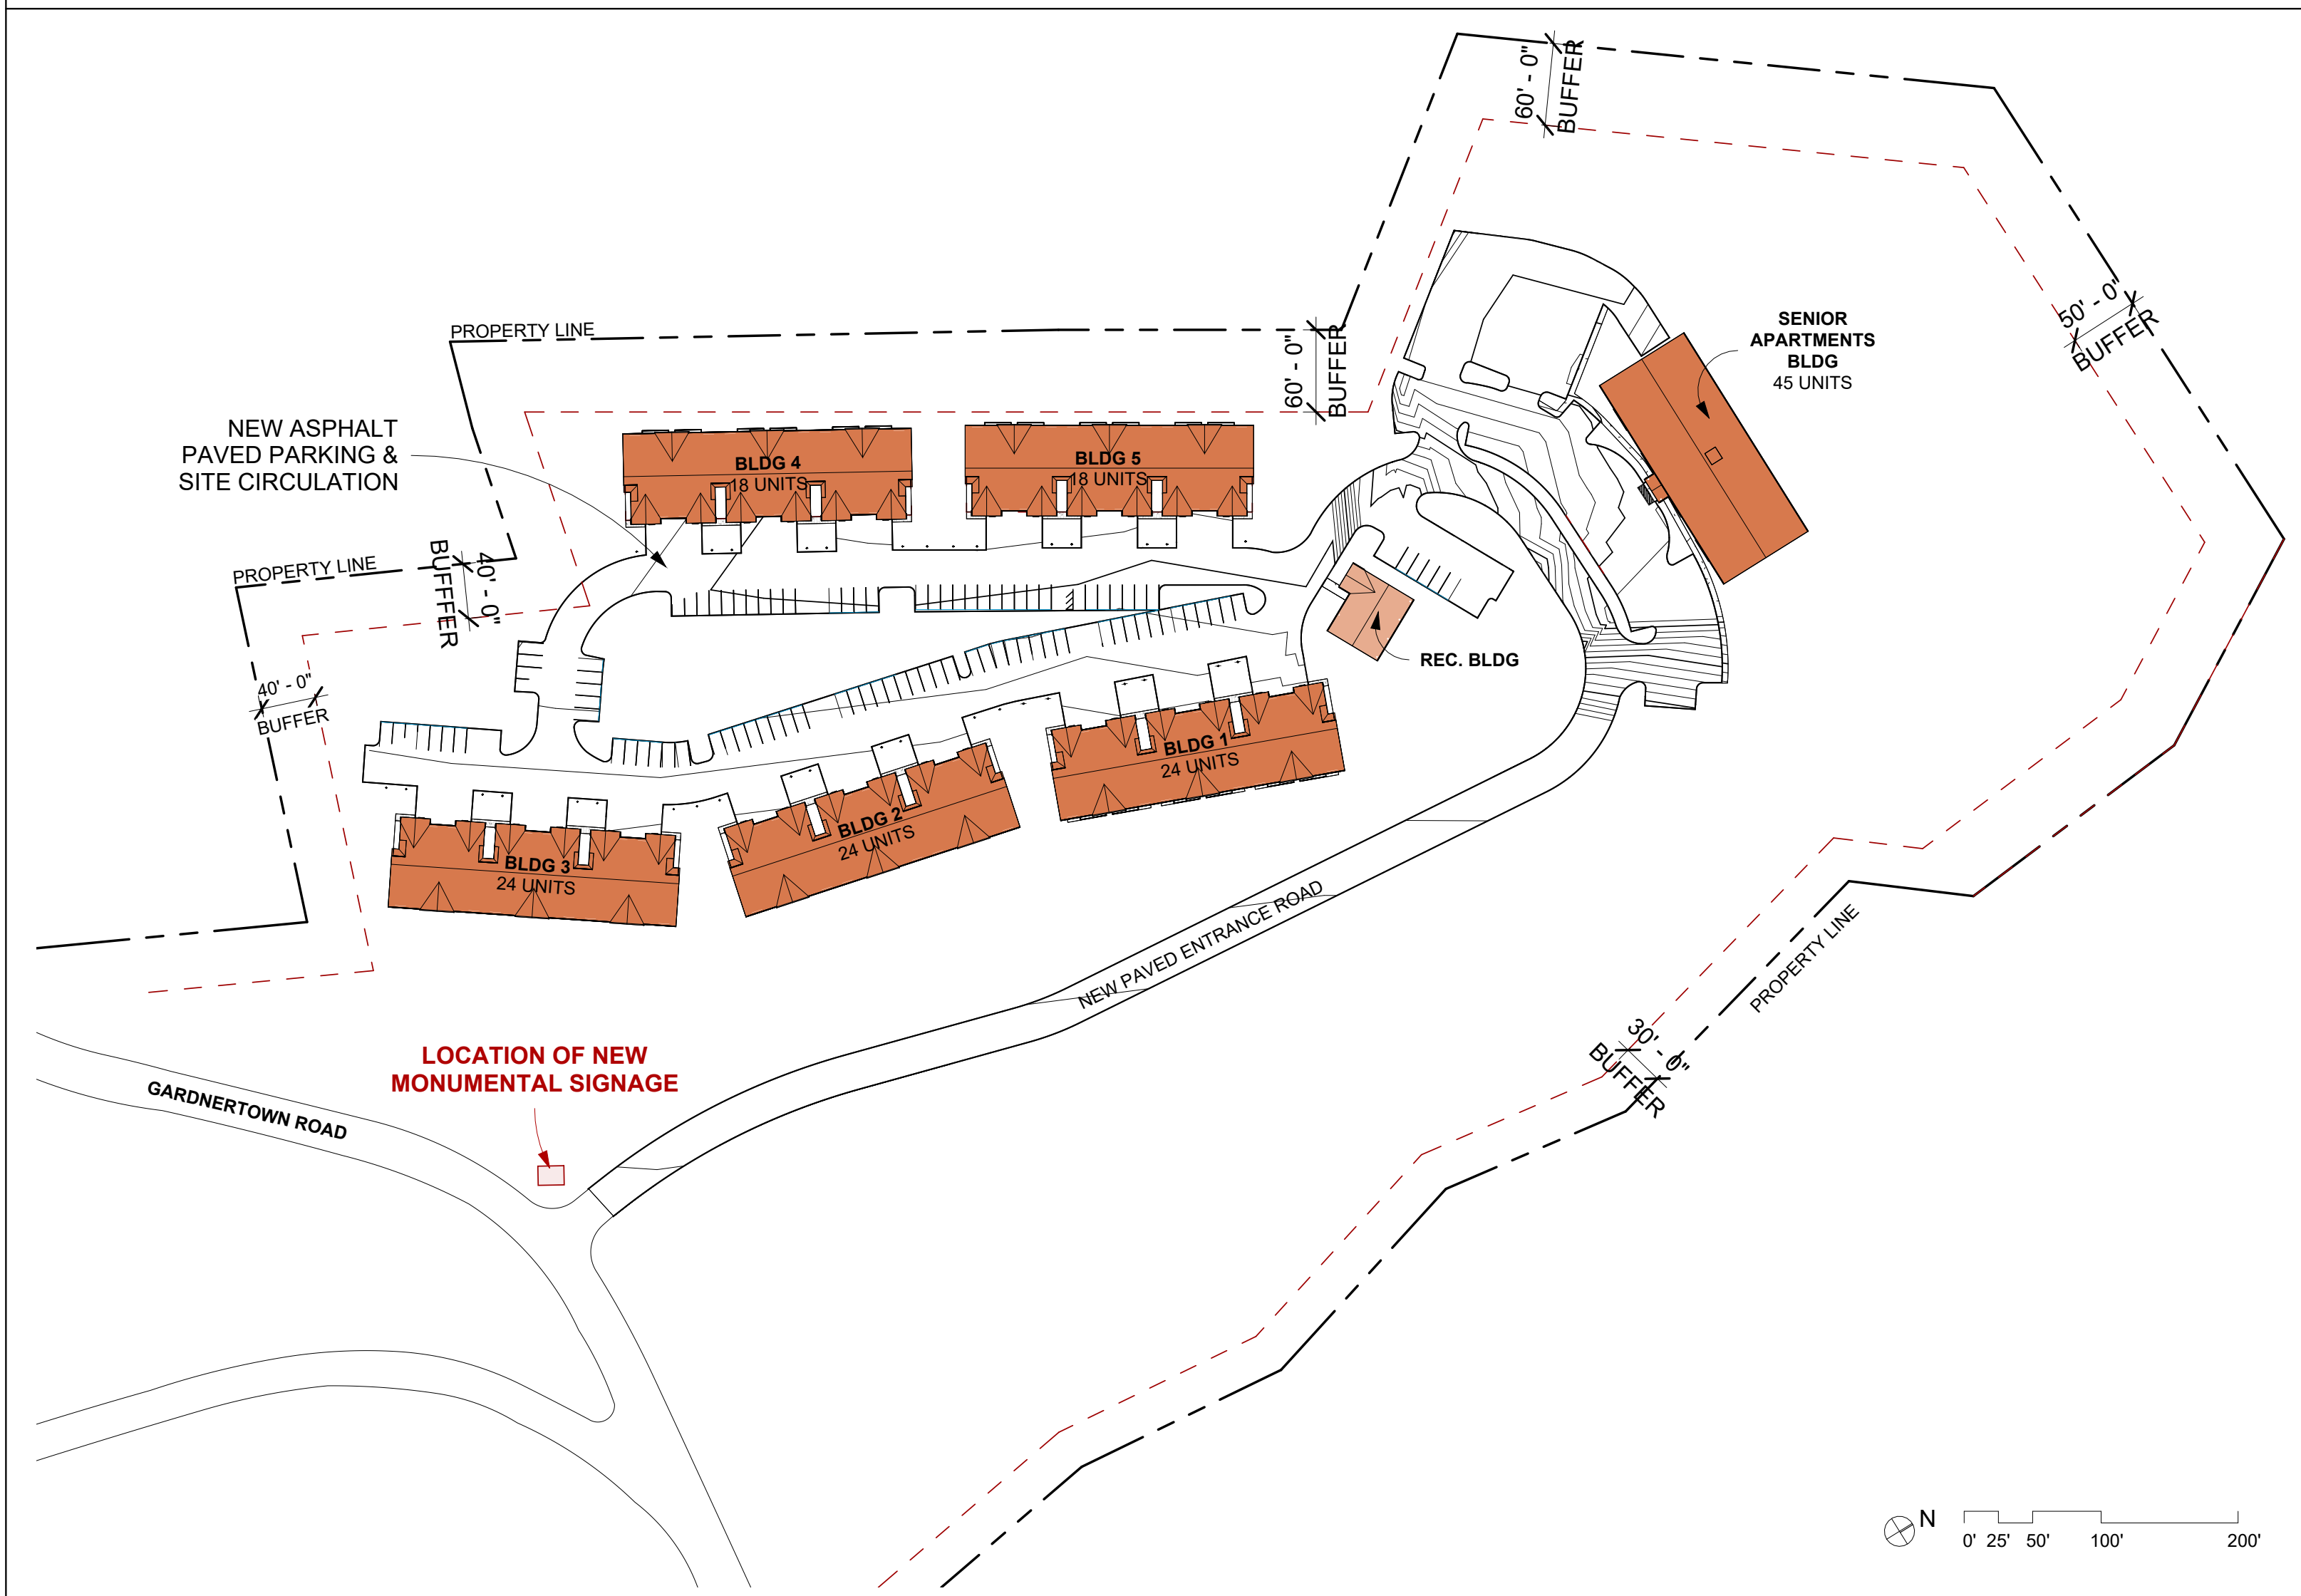 60' - 0"
BUFFER
SENIOR
APARTMENTS
BLDG
45 UNITS
50' - 0"
BUFFER
PROPERTY LINE
60' - 0"
BUFFER
NEW ASPHALT
PAVED PARKING &
SITE CIRCULATION
BLDG 4
18 UNITS
BLDG 5
18 UNITS
PROPERTY LINE
40' - 0"
BUFFER
40' - 0"
BUFFER
REC. BLDG
BLDG 1
24 UNITS
BLDG 2
24 UNITS
BLDG 3
24 UNITS
NEW PAVED ENTRANCE ROAD
PROPERTY LINE
30' - 0"
BUFFER
LOCATION OF NEW
MONUMENTAL SIGNAGE
GARDNERTOWN ROAD
N
0' 25' 50' 100' 200'